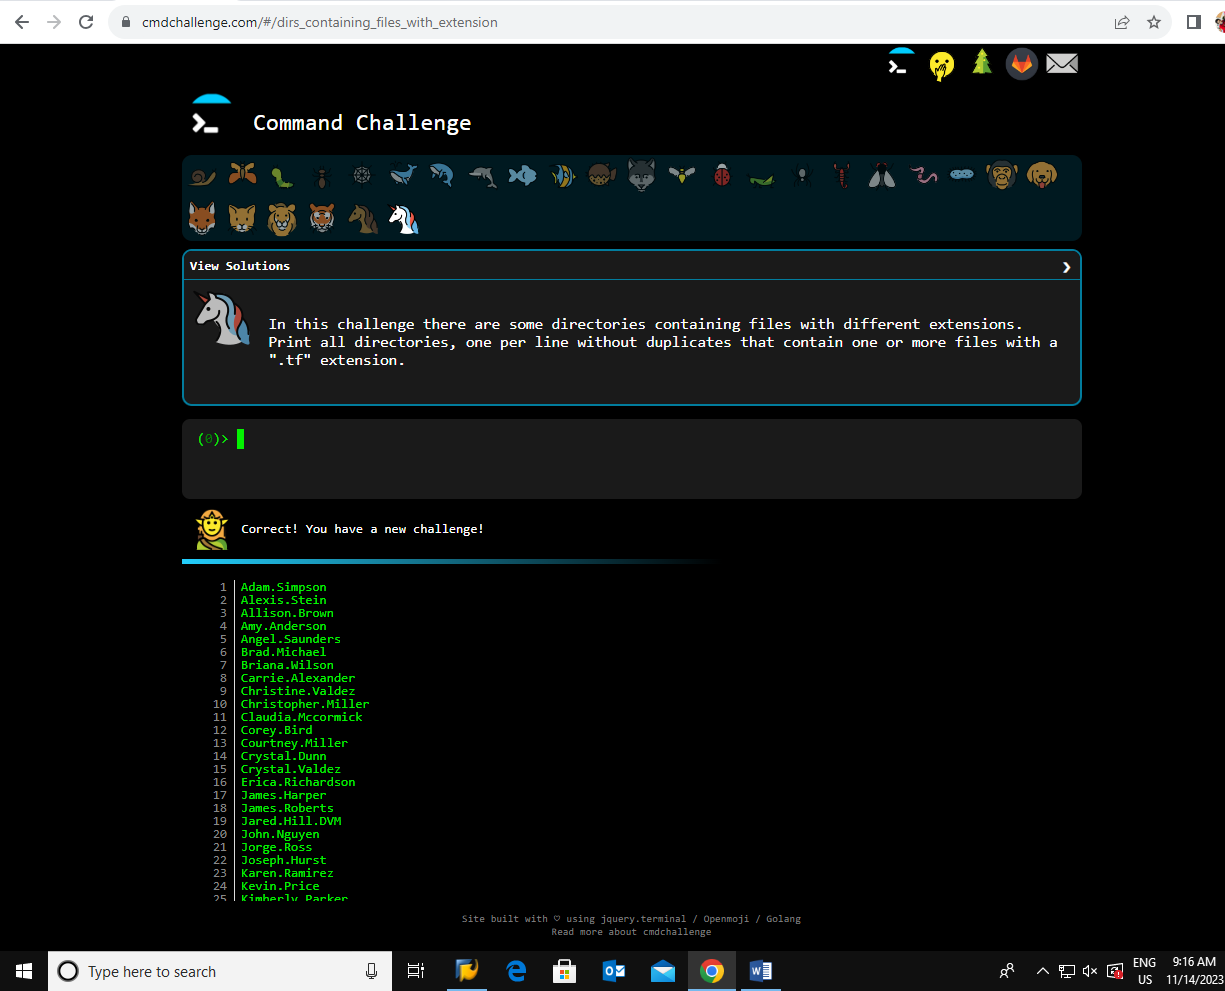 cmdchallenge.com/#/dirs_containing_files_with_extension
Command Challenge
View Solutions
In this challenge there are some directories containing files with different extensions.
Print all directories, one per line without duplicates that contain one or more files with a
".tf" extension.
(0)>
Correct! You have a new challenge!
1 Adam.Simpson
2 Alexis.Stein
3 Allison.Brown
4 Amy.Anderson
5 Angel.Saunders
6 Brad.Michael
7 Briana.Wilson
8 Carrie.Alexander
9 Christine.Valdez
10 Christopher.Miller
11 Claudia.Mccormick
12 Corey.Bird
13 Courtney.Miller
14 Crystal.Dunn
15 Crystal.Valdez
16 Erica.Richardson
17 James.Harper
18 James.Roberts
19 Jared.Hill.DVM
20 John.Nguyen
21 Jorge.Ross
22 Joseph.Hurst
23 Karen.Ramirez
24 Kevin.Price
25 Kimberly.Parker
Site built with ♡ using jquery.terminal / Openmoji / Golang
Read more about cmdchallenge
Type here to search
ENG
US
9:16 AM
11/14/2023